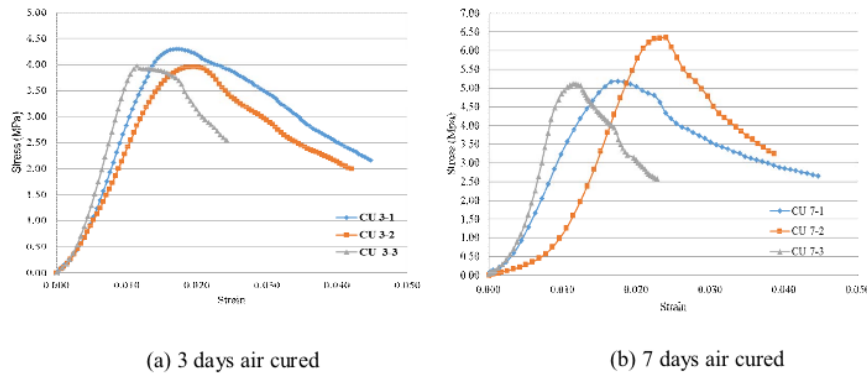 5.00
4.50
4.00
3.50
3.00
2.50
2.00
1.50
1.00
0.50
0.00
Stress (MPa)
0.000 0.010 0.020 0.030 0.040 0.050
Strain
CU 3-1
CU 3-2
CU 3-3
(a) 3 days air cured
7.00
6.50
6.00
5.50
5.00
4.50
4.00
3.50
3.00
2.50
2.00
1.50
1.00
0.50
0.00
Stress (Mpa)
0.000 0.010 0.020 0.030 0.040 0.050
Strain
CU 7-1
CU 7-2
CU 7-3
(b) 7 days air cured